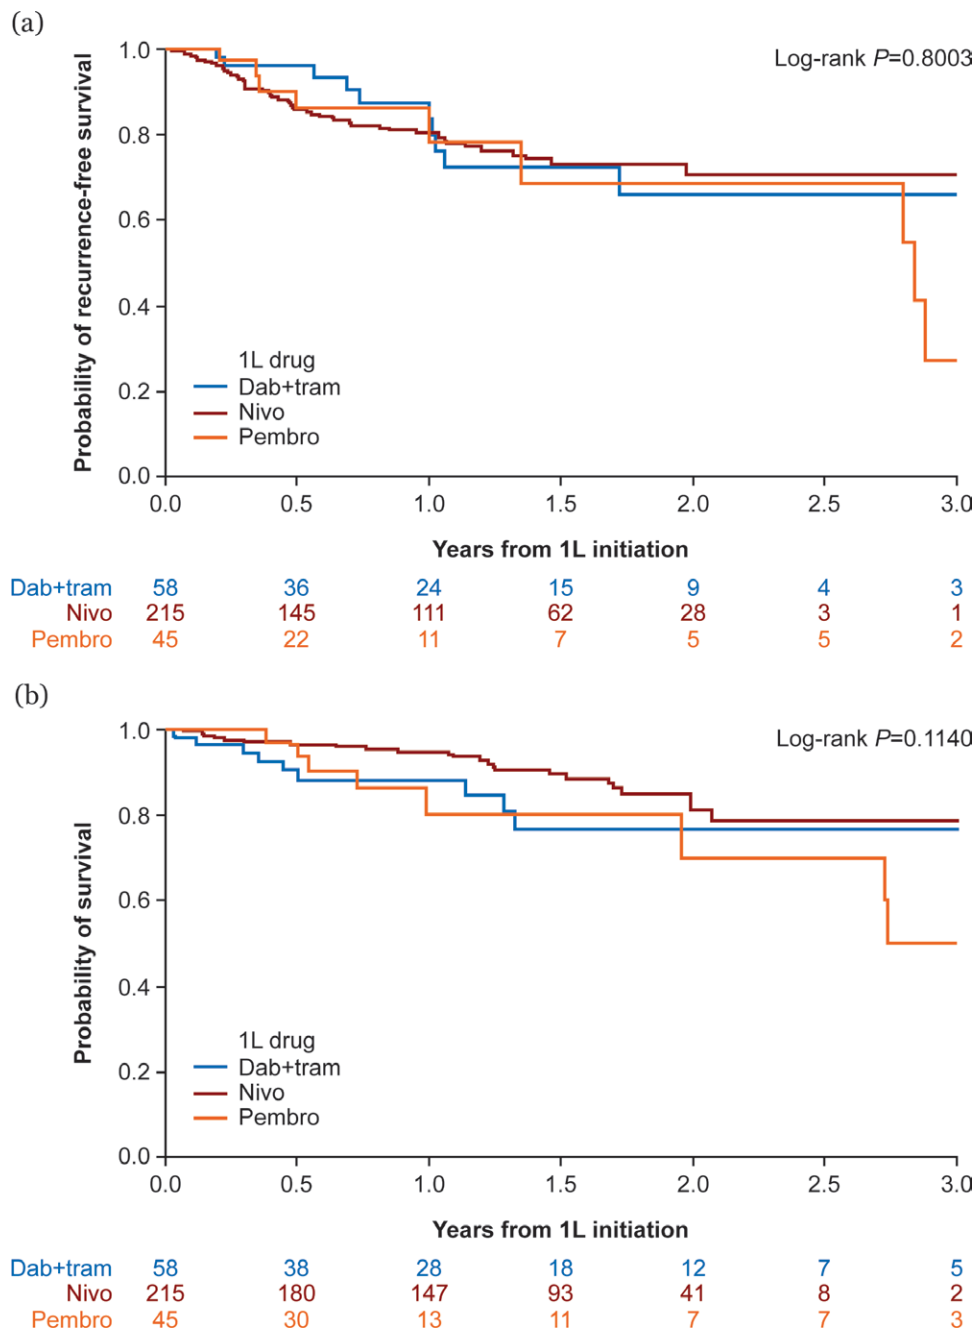 (a)
Log-rank P=0.8003
Probability of recurrence-free survival
1.0
0.8
0.6
0.4
0.2
0.0
1L drug
Dab+tram
Nivo
Pembro
0.0 0.5 1.0 1.5 2.0 2.5 3.0
Years from 1L initiation
Dab+tram 58 36 24 15 9 4 3
Nivo 215 145 111 62 28 3 1
Pembro 45 22 11 7 5 5 2
(b)
Log-rank P=0.1140
Probability of survival
1.0
0.8
0.6
0.4
0.2
0.0
1L drug
Dab+tram
Nivo
Pembro
0.0 0.5 1.0 1.5 2.0 2.5 3.0
Years from 1L initiation
Dab+tram 58 38 28 18 12 7 5
Nivo 215 180 147 93 41 8 2
Pembro 45 30 13 11 7 7 3